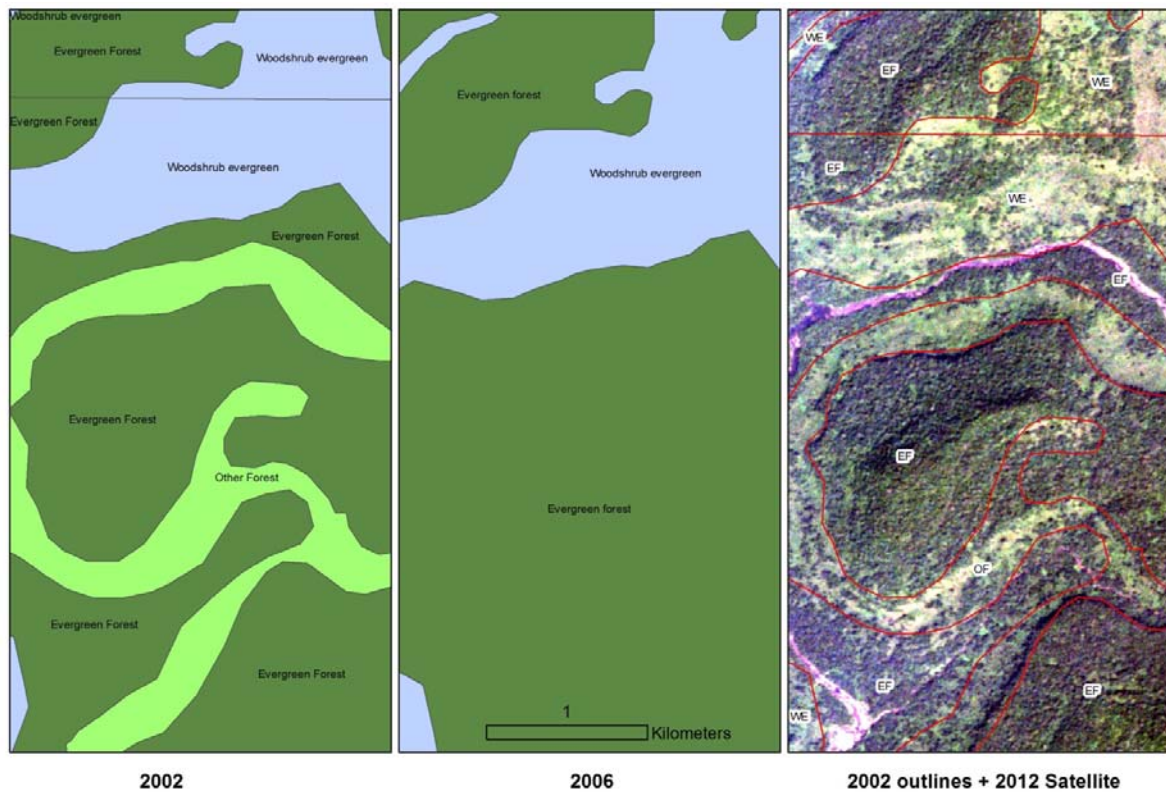 Woodshrub evergreen
Evergreen Forest
Woodshrub evergreen
Evergreen Forest
Woodshrub evergreen
Evergreen Forest
Evergreen Forest
Other Forest
Evergreen Forest
Evergreen Forest
2002
Evergreen forest
Woodshrub evergreen
Evergreen forest
1
Kilometers
2006
WE
EF
WE
EF
WE
EF
EF
OF
EF
EF
WE
2002 outlines + 2012 Satellite